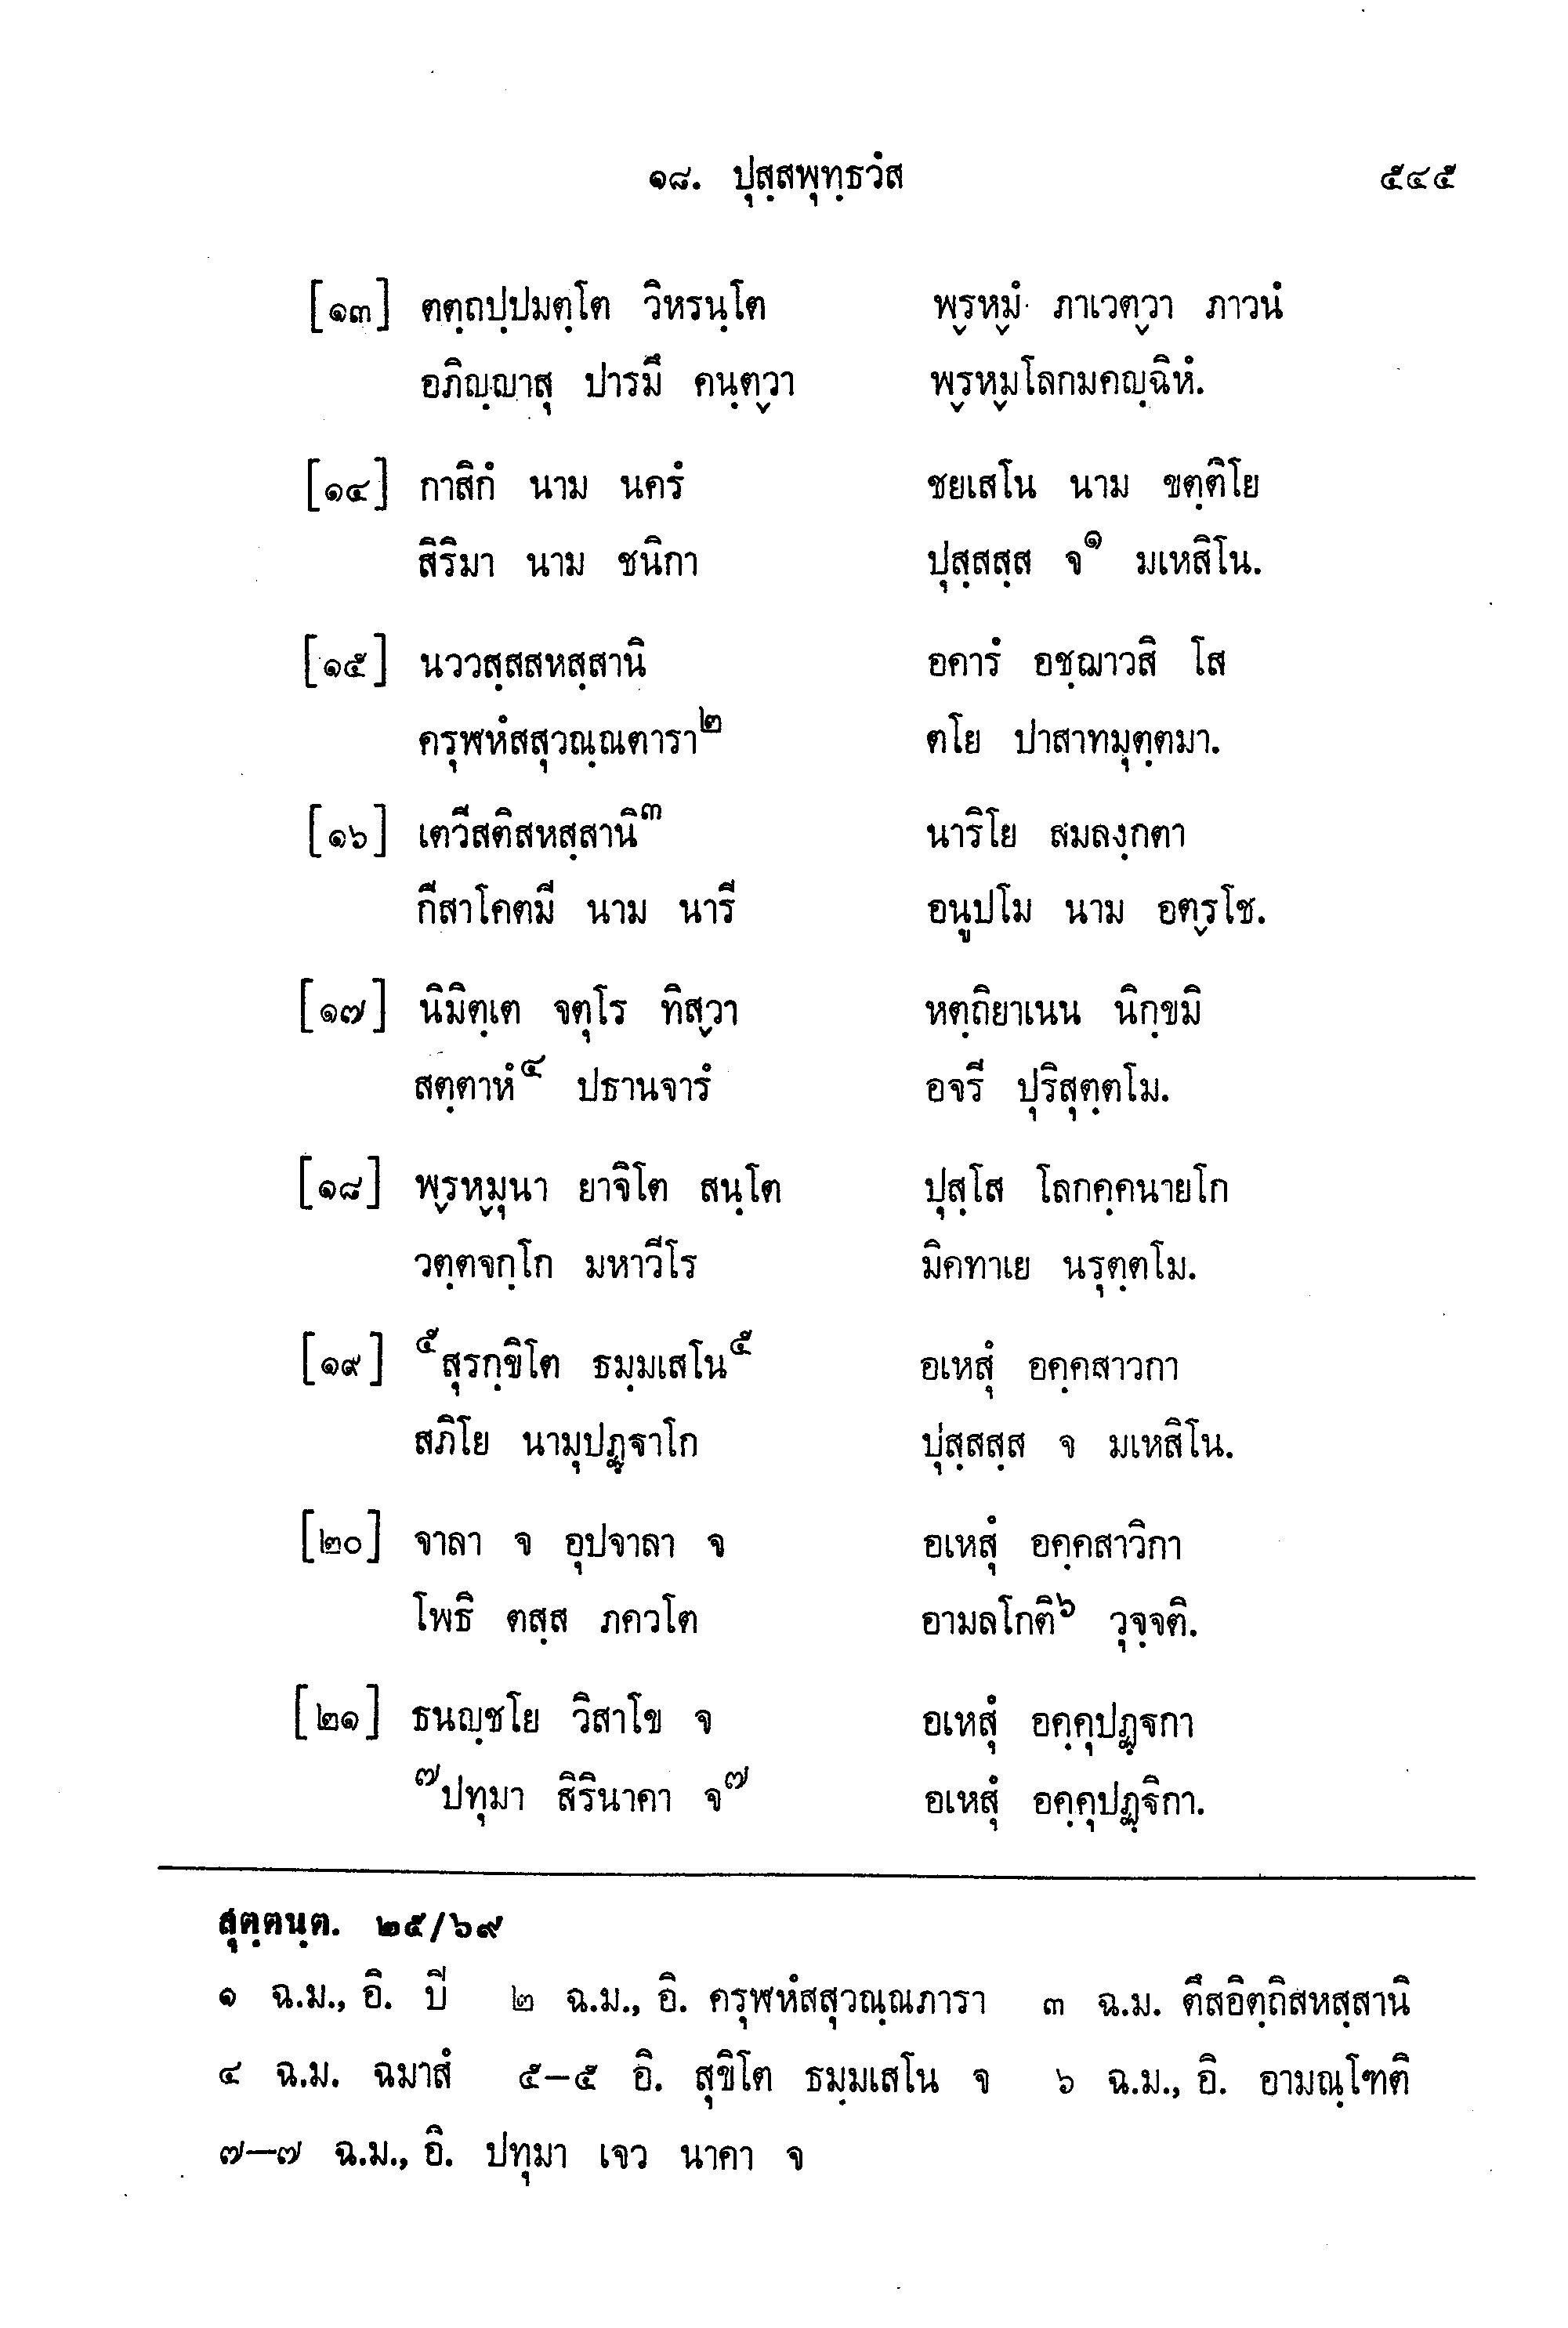 ๑๘. ปุสฺสพุทฺธวํส ๕๔๕
[๑๓] ตตฺถปฺปมตฺโต วิหรนฺโต พฺรหฺมํ ภาเวตฺวา ภาวนํ
อภิญฺญาสุ ปารมึ คนฺตฺวา พฺรหฺมโลกมคญฺฉิหํ.
[๑๔] กาสิกํ นาม นครํ ชยเสโน นาม ขตฺติโย
สิริมา นาม ชนิกา ปุสฺสสฺส จ๑ มเหสิโน.
[๑๕] นววสฺสสหสฺสานิ อคารํ อชฺฌาวสิ โส
ครุฬหํสสุวณฺณตารา๒ ตโย ปาสาทมุตฺตมา.
[๑๖] เตวีสติสหสฺสานิ๓ นาริโย สมลงฺกตา
กีสาโคตมี นาม นารี อนูปโม นาม อตฺรโช.
[๑๗] นิมิตฺเต จตุโร ทิสฺวา หตฺถิยาเนน นิกฺขมิ
สตฺตาหํ๔ ปธานจารํ อจรี ปุริสุตฺตโม.
[๑๘] พฺรหฺมุนา ยาจิโต สนฺโต ปุสฺโส โลกคฺคนายโก
วตฺตจกฺโก มหาวีโร มิคทาเย นรุตฺตโม.
[๑๙] ๕สุรกฺขิโต ธมฺมเสโน๕ อเหสุํ อคฺคสาวกา
สภิโย นามุปฏฺฐาโก ปุสฺสสฺส จ มเหสิโน.
[๒๐] จาลา จ อุปจาลา จ อเหสุํ อคฺคสาวิกา
โพธิ ตสฺส ภควโต อามลโกติ๖ วุจฺจติ.
[๒๑] ธนญฺชโย วิสาโข จ อเหสุํ อคฺคุปฏฺฐกา
๗ปทุมา สิรินาคา จ๗ อเหสุํ อคฺคุปฏฺฐิกา.
สุตฺตนฺต. ๒๕/๖๙
๑ ฉ.ม., อิ. ปิ ๒ ฉ.ม., อิ. ครุฬหํสสุวณฺณภารา ๓ ฉ.ม. ตึสอิตฺถิสหสฺสานิ
๔ ฉ.ม. ฉมาสํ ๕–๕ อิ. สุขิโต ธมฺมเสโน จ ๖ ฉ.ม., อิ. อามณฺโฑติ
๗–๗ ฉ.ม., อิ. ปทุมา เจว นาคา จ